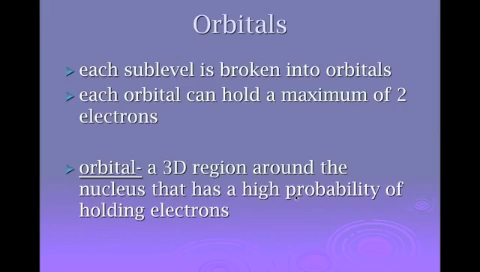 Orbitals
each sublevel is broken into orbitals
each orbital can hold a maximum of 2
electrons
orbital- a 3D region around the
nucleus that has a high probability of
holding electrons